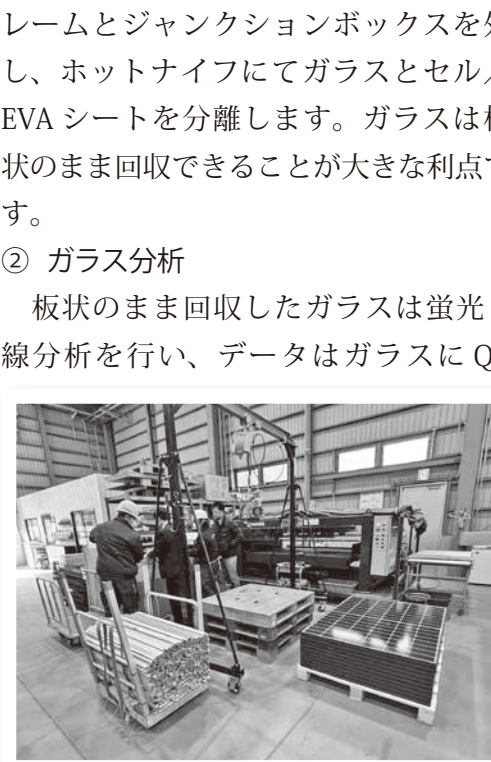 レームとジャンクションボックスを
し、ホットナイフにてガラスとセル
EVA シートを分離します。ガラスは
状のまま回収できることが大きな利点
す。
② ガラス分析
板状のまま回収したガラスは蛍光
線分析を行い、データはガラスに Q